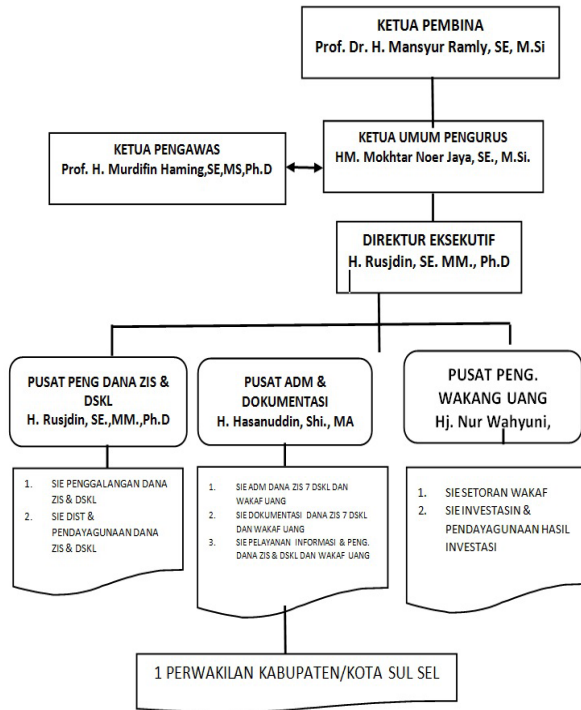 KETUA PEMBINA
Prof. Dr. H. Mansyur Ramly, SE, M.Si
KETUA PENGAWAS
Prof. H. Murdifin Haming,SE,MS,Ph.D
KETUA UMUM PENGURUS
HM. Mokhtar Noer Jaya, SE., M.Si.
DIREKTUR EKSEKUTIF
H. Rusjdin, SE. MM., Ph.D
PUSAT PENG DANA ZIS &
DSKL
H. Rusjdin, SE.,MM.,Ph.D
PUSAT ADM &
DOKUMENTASI
H. Hasanuddin, Shi., MA
PUSAT PENG.
WAKANG UANG
Hj. Nur Wahyuni,
1. SIE PENGGALANGAN DANA
ZIS & DSKL
2. SIE DIST &
PENDAYAGUNAAN DANA
ZIS & DSKL
1. SIE ADM DANA ZIS 7 DSKL DAN
WAKAF UANG
2. SIE DOKUMENTASI DANA ZIS 7 DSKL
DAN WAKAF UANG
3. SIE PELAYANAN INFORMASI & PENG.
DANA ZIS & DSKL DAN WAKAF UANG
1. SIE SETORAN WAKAF
2. SIE INVESTASIN &
PENDAYAGUNAAN HASIL
INVESTASI
1 PERWAKILAN KABUPATEN/KOTA SUL SEL